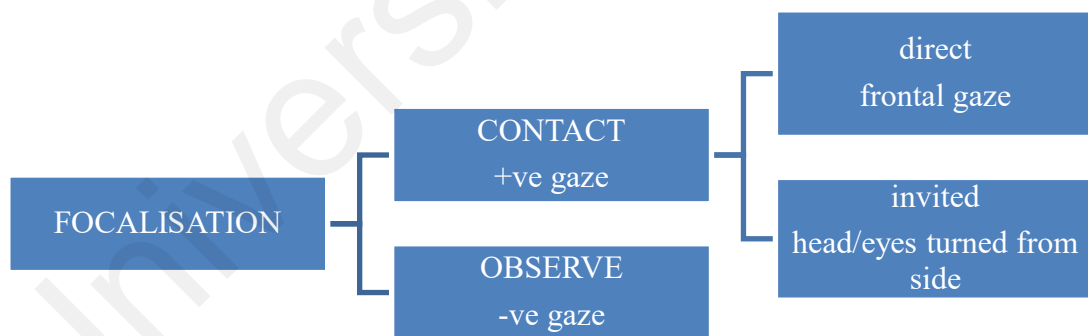 FOCALISATION
CONTACT
+ve gaze
OBSERVE
-ve gaze
direct
frontal gaze
invited
head/eyes turned from
side